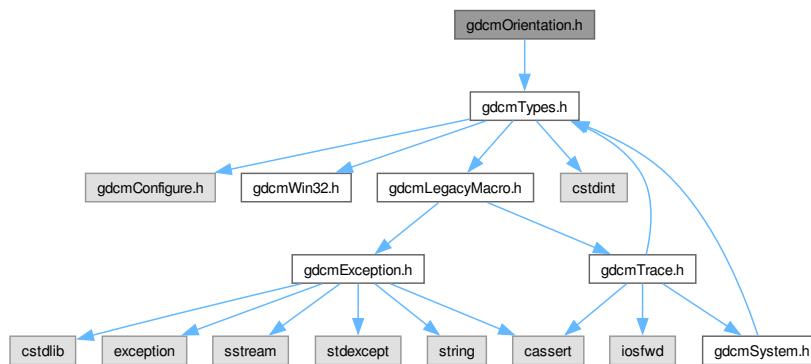 gdcmOrientation.h
gdcmTypes.h
gdcmConfigure.h
gdcmWin32.h
gdcmLegacyMacro.h
cstdint
gdcmException.h
gdcmTrace.h
cstdlib
exception
sstream
stdexcept
string
cassert
iosfwd
gdcmSystem.h